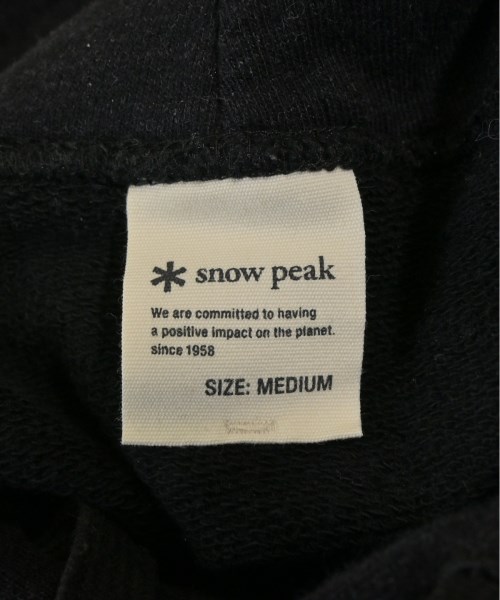 snow peak
We are committed to having
a positive impact on the planet.
since 1958
SIZE: MEDIUM